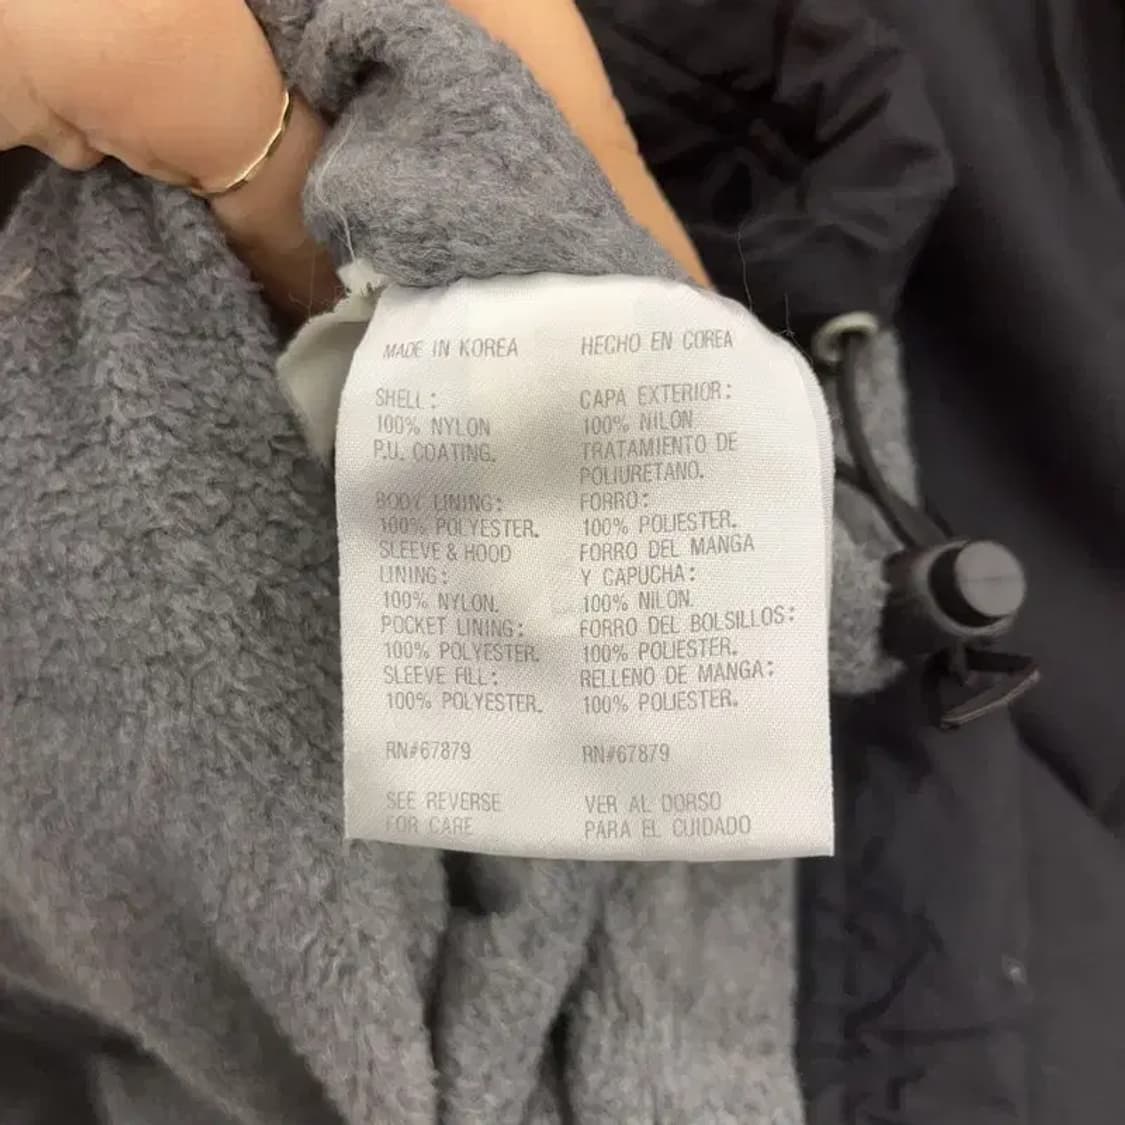 MADE IN KOREA
SHELL:
100% NYLON
P.U. COATING.
BODY LINING:
100% POLYESTER.
SLEEVE & HOOD
LINING:
100% NYLON.
POCKET LINING:
100% POLYESTER.
SLEEVE FILL:
100% POLYESTER.
RN#67879
SEE REVERSE
FOR CARE
HECHO EN COREA
CAPA EXTERIOR:
100% NILON
TRATAMIENTO DE
POLIURETANO.
FORRO:
100% POLIESTER.
FORRO DEL MANGA
Y CAPUCHA:
100% NILON.
FORRO DEL BOLSILLOS:
100% POLIESTER.
RELLENO DE MANGA:
100% POLIESTER.
RN#67879
VER AL DORSO
PARA EL CUIDADO